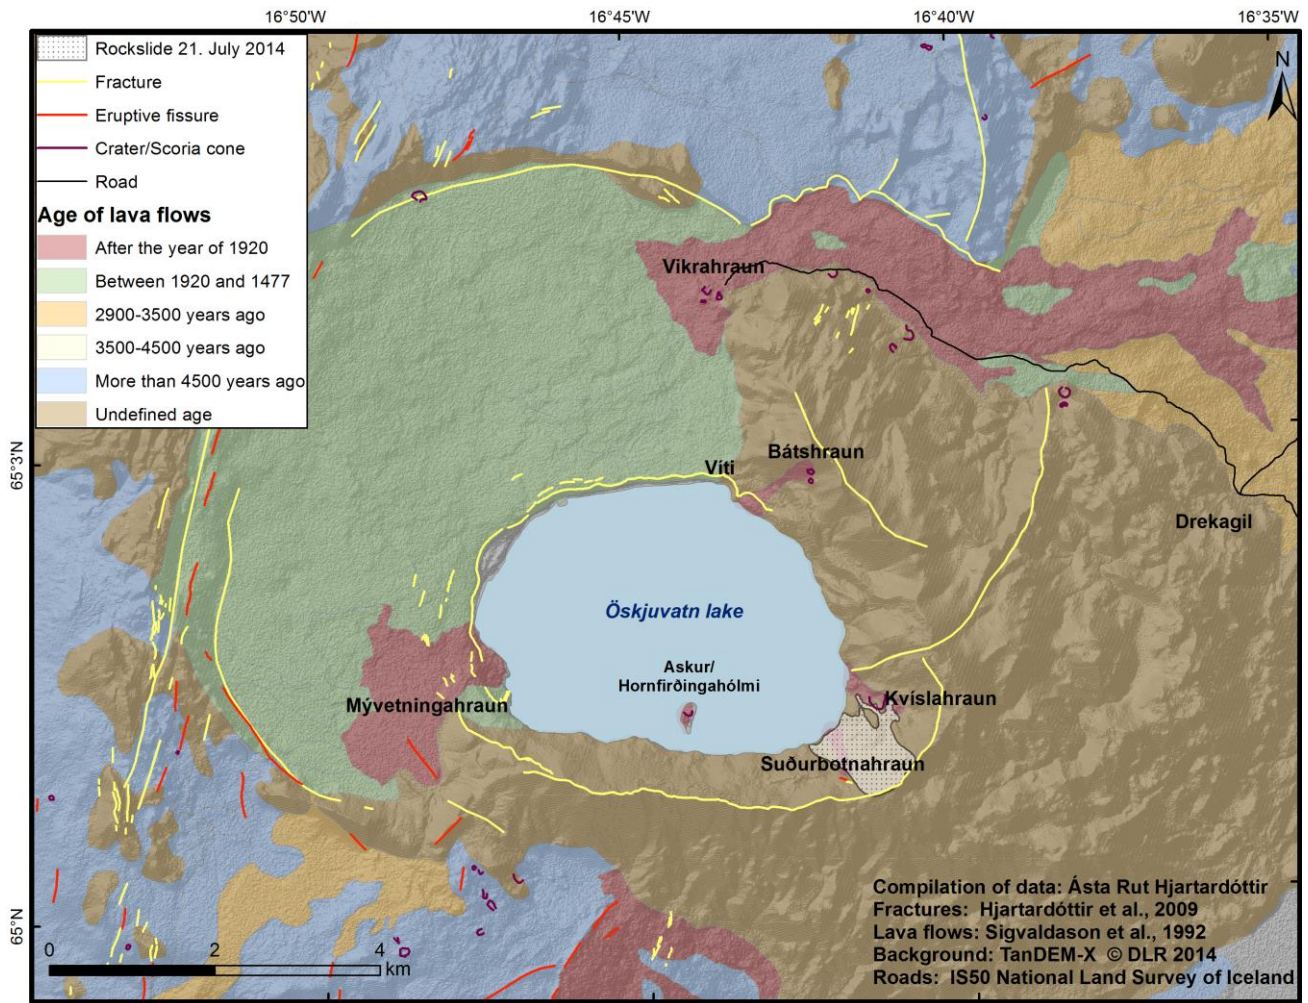 16°50'W 16°45'W 16°40'W 16°35'W
Rockslide 21. July 2014
Fracture
Eruptive fissure
Crater/Scoria cone
Road
Age of lava flows
After the year of 1920
Between 1920 and 1477
2900-3500 years ago
3500-4500 years ago
More than 4500 years ago
Undefined age
N
Vikrahraun
65°3'N
Víti
Bátshraun
Drekagil
Öskjuvatn lake
Askur/
Hornfirðingahólmi
Mývetningahraun
Kvíslahraun
Suðurbotnahraun
65°N
0 2 4
km
Compilation of data: Ásta Rut Hjartardóttir
Fractures: Hjartardóttir et al., 2009
Lava flows: Sigvaldason et al., 1992
Background: TanDEM-X © DLR 2014
Roads: IS50 National Land Survey of Iceland